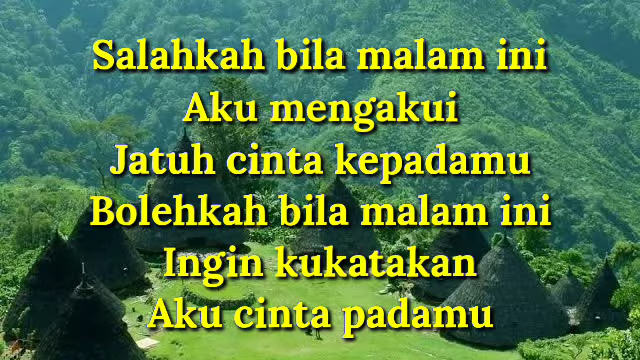 Salahkah bila malam ini
Aku mengakui
Jatuh cinta kepadamu
Bolehkah bila malam ini
Ingin kukatakan
Aku cinta padamu